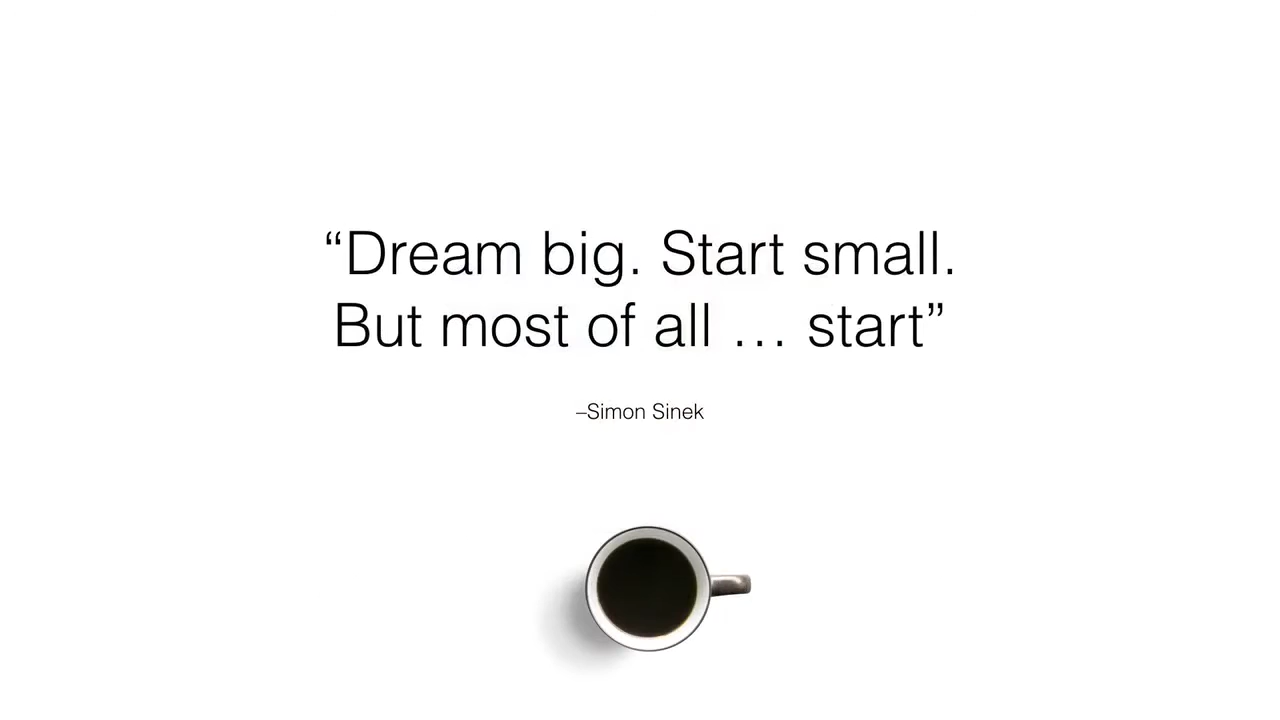 “Dream big. Start small.
But most of all … start”
–Simon Sinek